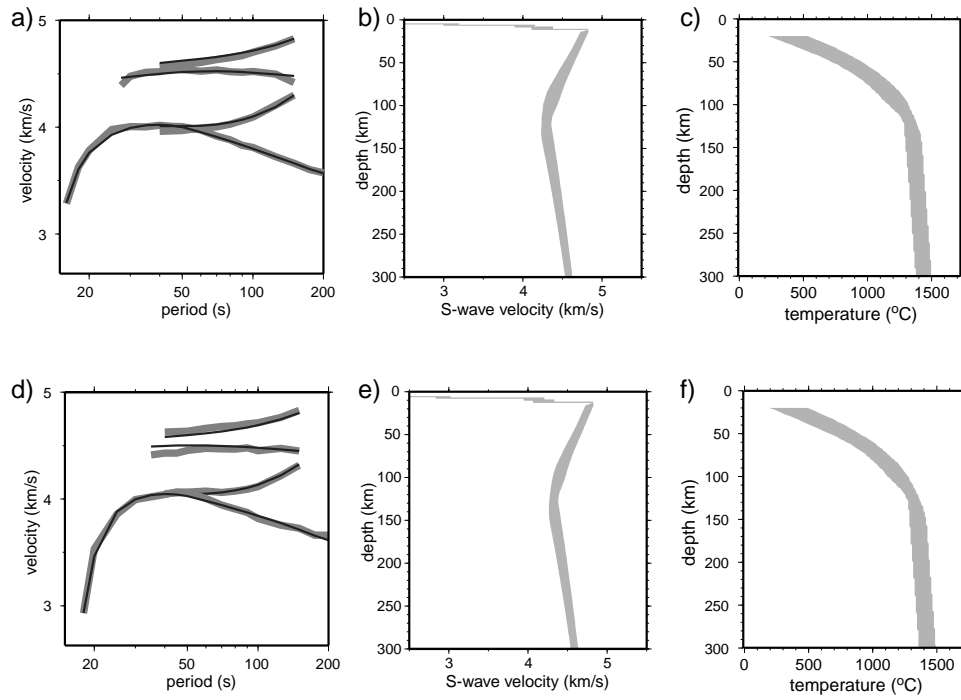 a)
5
4
3
velocity (km/s)
20 50 100 200
period (s)
b)
0
50
100
150
200
250
300
depth (km)
3 4 5
S-wave velocity (km/s)
c)
0
50
100
150
200
250
300
depth (km)
0 500 1000 1500
temperature (oC)
d)
5
4
3
velocity (km/s)
20 50 100 200
period (s)
e)
0
50
100
150
200
250
300
depth (km)
3 4 5
S-wave velocity (km/s)
f)
0
50
100
150
200
250
300
depth (km)
0 500 1000 1500
temperature (oC)